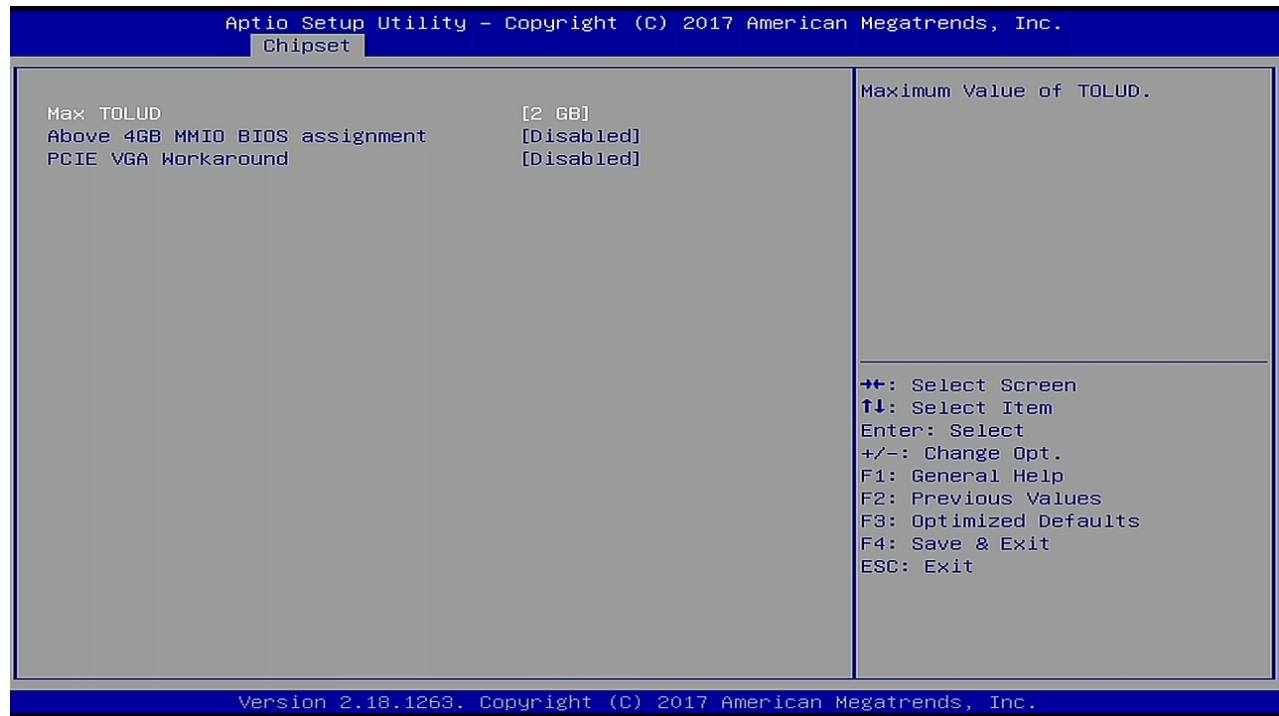 Aptio Setup Utility – Copyright (C) 2017 American Megatrends, Inc.
Chipset
Max TOLUD [2 GB]
Above 4GB MMIO BIOS assignment [Disabled]
PCIE VGA Workaround [Disabled]
Maximum Value of TOLUD.
→←: Select Screen
↑↓: Select Item
Enter: Select
+/-: Change Opt.
F1: General Help
F2: Previous Values
F3: Optimized Defaults
F4: Save & Exit
ESC: Exit
Version 2.18.1263. Copyright (C) 2017 American Megatrends, Inc.